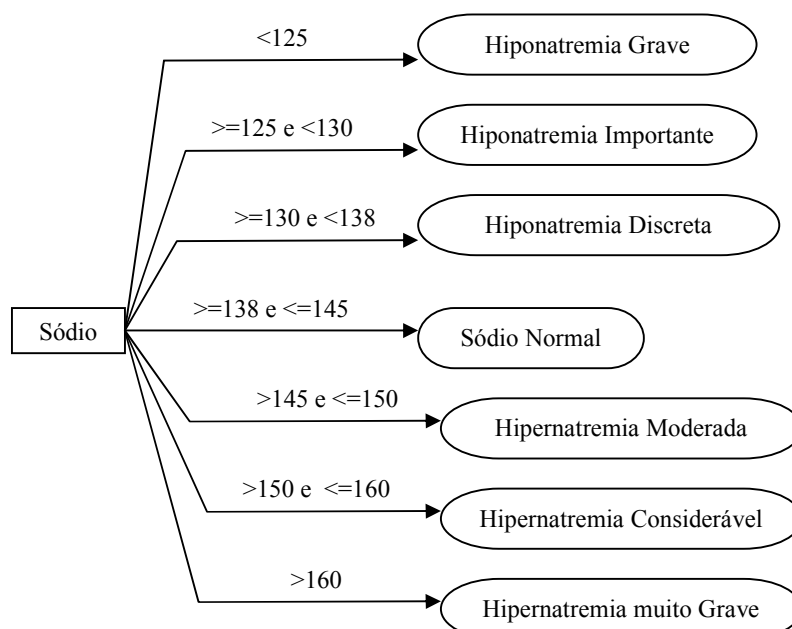 <125
Hiponatremia Grave
>=125 e <130
Hiponatremia Importante
>=130 e <138
Hiponatremia Discreta
Sódio
>=138 e <=145
Sódio Normal
>145 e <=150
Hipernatremia Moderada
>150 e  <=160
Hipernatremia Considerável
>160
Hipernatremia muito Grave